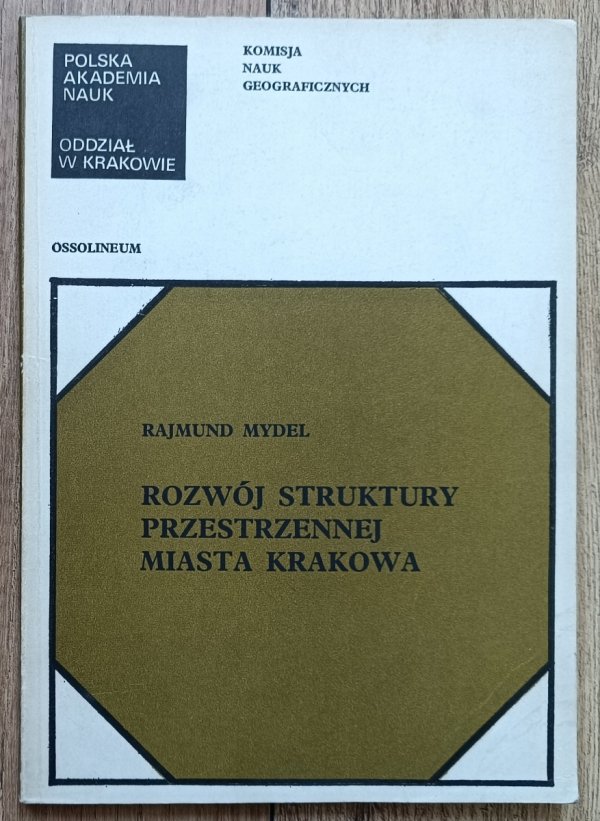 POLSKA
AKADEMIA
NAUK
ODDZIAŁ
W KRAKOWIE
KOMISJA
NAUK
GEOGRAFICZNYCH
OSSOLINEUM
RAJMUND MYDEL
ROZWÓJ STRUKTURY
PRZESTRZENNEJ
MIASTA KRAKOWA